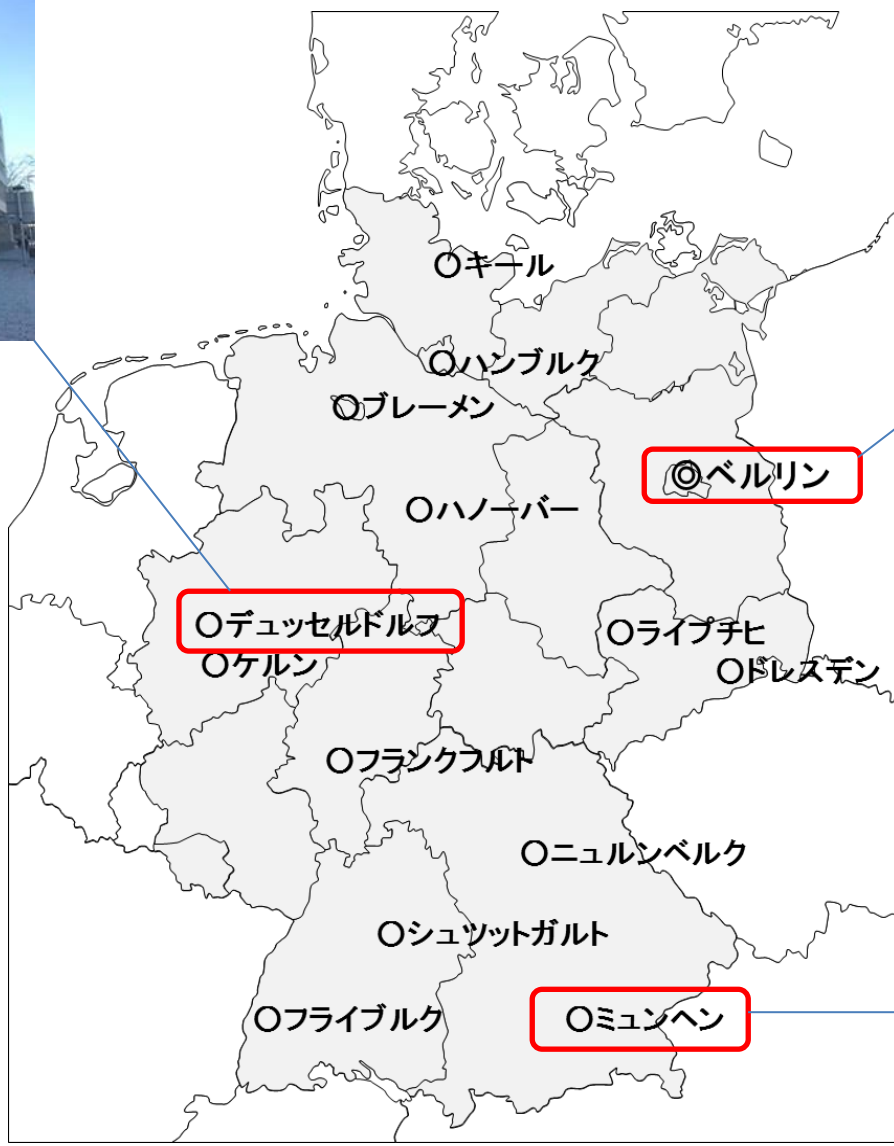 ○キール
○ハンブルク
○ブレーメン
◎ベルリン
○ハノーバー
○デュッセルドルフ
○ライプチヒ
○ケルン
○ドレスデン
○フランクフルト
○ニュルンベルク
○シュツットガルト
○フライブルク
○ミュンヘン